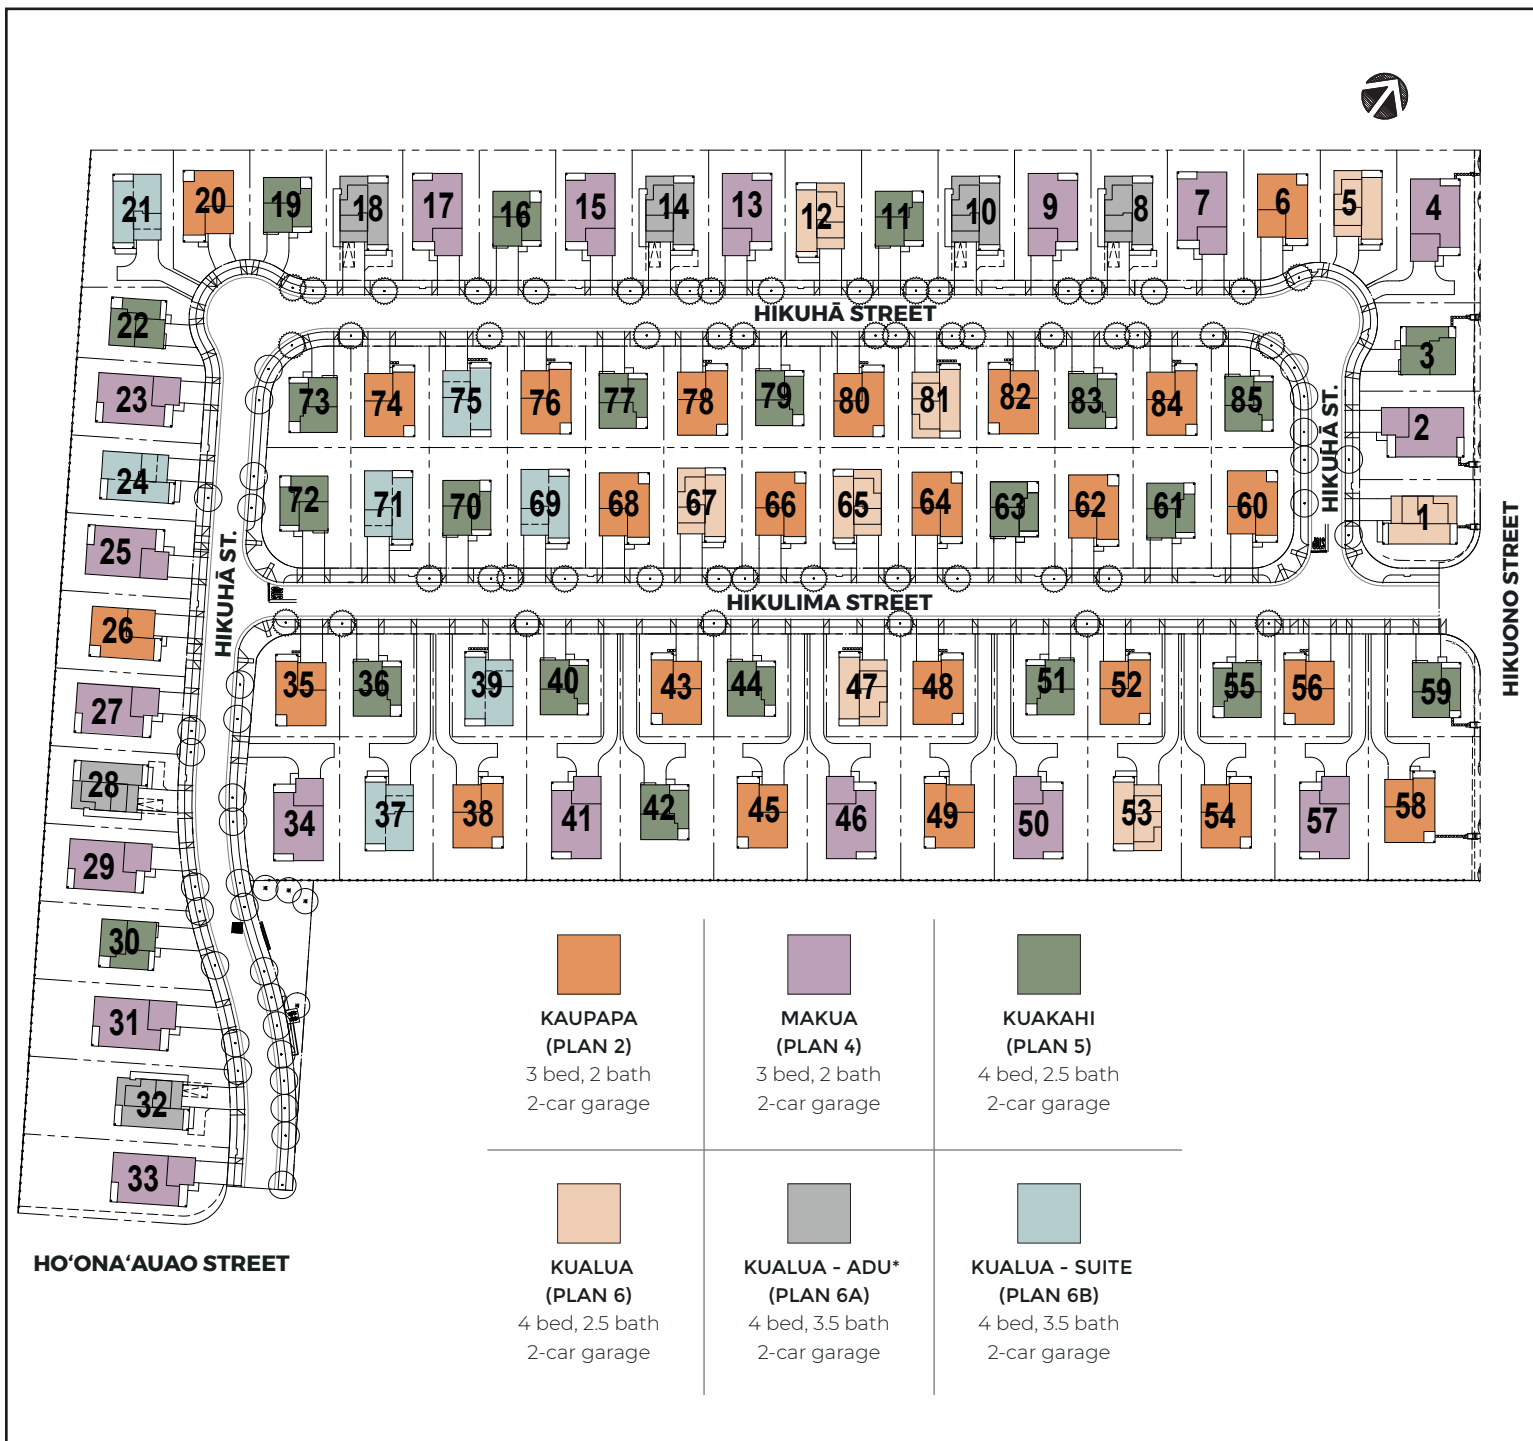 21 20 19 18 17 16 15 14 13 12 11 10 9 8 7 6 5 4
HIKUHĀ STREET
22
3
23
73 74 75 76 77 78 79 80 81 82 83 84 85
HIKUHĀ ST.
2
24
72 71 70 69 68 67 66 65 64 63 62 61 60
1
25
HIKUHĀ ST.
HIKULIMA STREET
HIKUONO STREET
26
35 36 39 40 43 44 47 48 51 52 55 56 59
27
28
34 37 38 41 42 45 46 49 50 53 54 57 58
29
30
31
32
33
HO‘ONA‘AUAO STREET
KAUPAPA
(PLAN 2)
3 bed, 2 bath
2-car garage
MAKUA
(PLAN 4)
3 bed, 2 bath
2-car garage
KUAKAHI
(PLAN 5)
4 bed, 2.5 bath
2-car garage
KUALUA
(PLAN 6)
4 bed, 2.5 bath
2-car garage
KUALUA - ADU*
(PLAN 6A)
4 bed, 3.5 bath
2-car garage
KUALUA - SUITE
(PLAN 6B)
4 bed, 3.5 bath
2-car garage